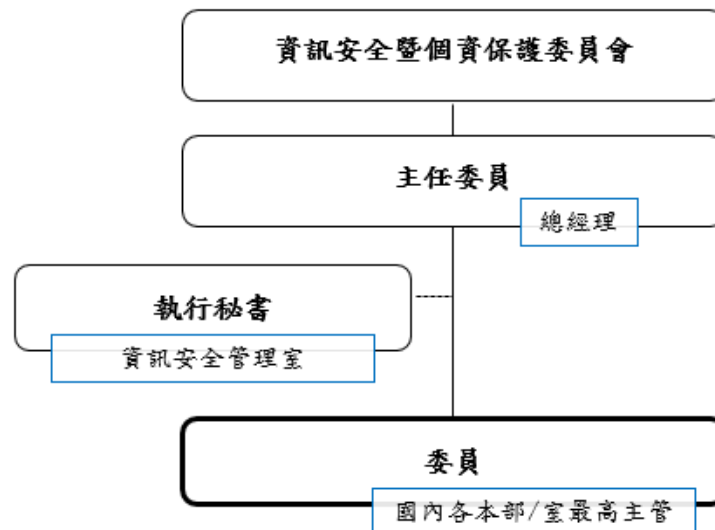 資訊安全暨個資保護委員會
主任委員
總經理
執行秘書
資訊安全管理室
委員
國內各本部/室最高主管